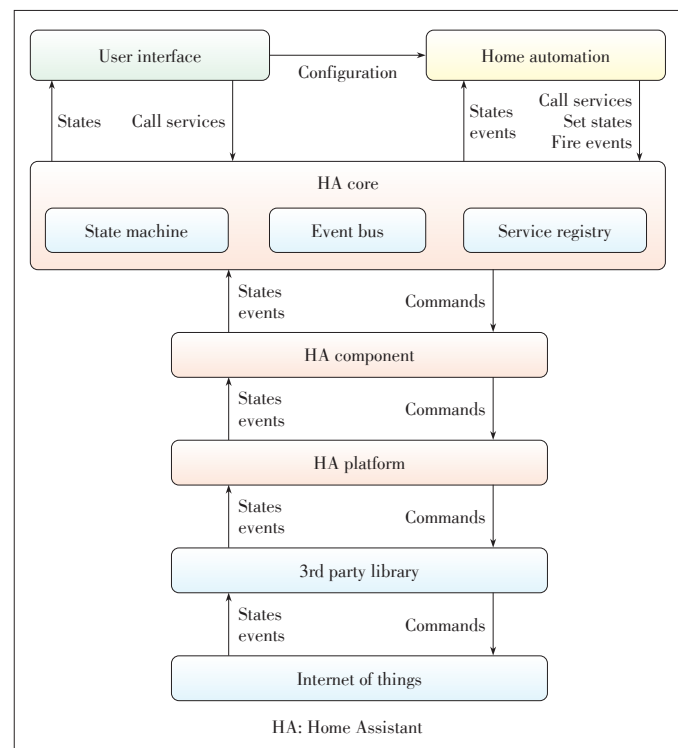 User interface
Home automation
Configuration
States
Call services
States
events
Call services
Set states
Fire events
HA core
State machine
Event bus
Service registry
States
events
Commands
HA component
States
events
Commands
HA platform
States
events
Commands
3rd party library
States
events
Commands
Internet of things
HA: Home Assistant